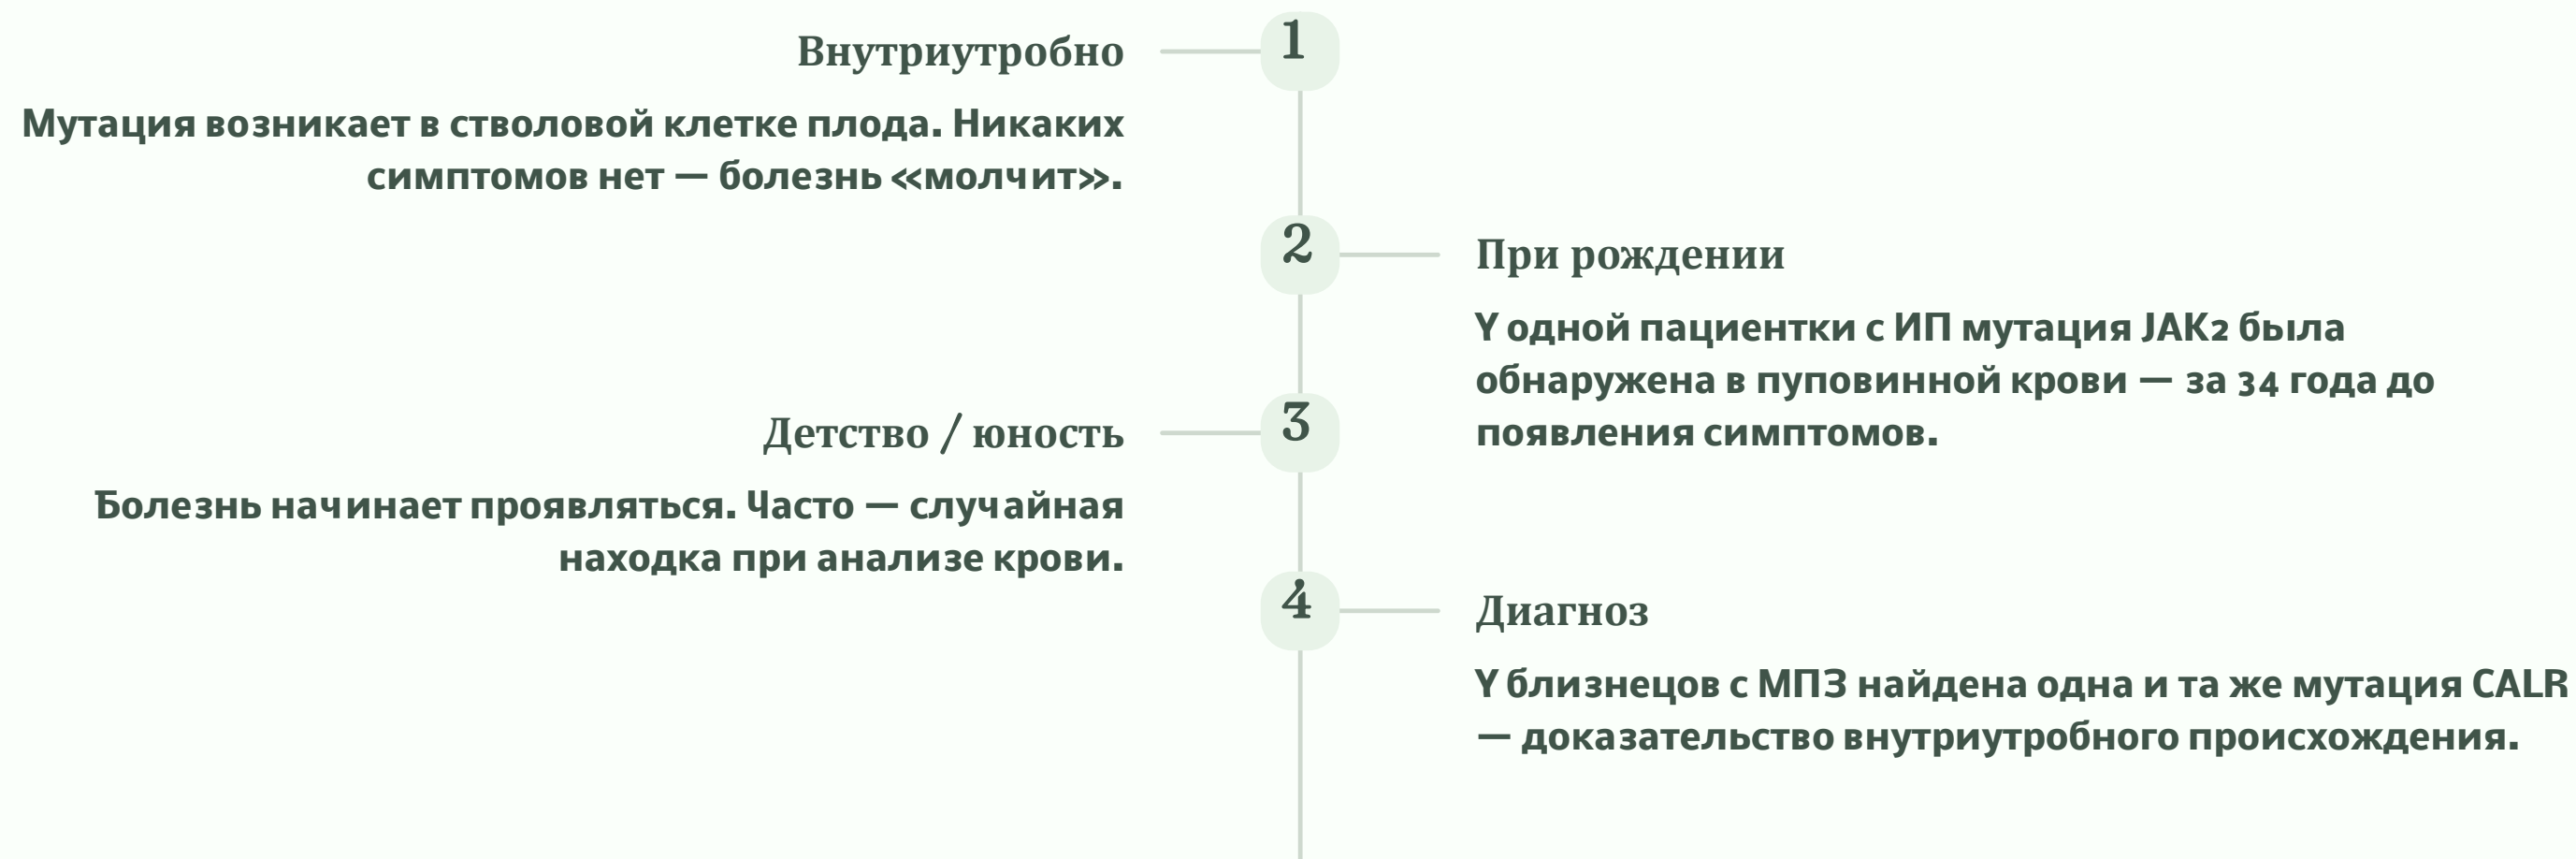 1
Внутриутробно
Мутация возникает в стволовой клетке плода. Никаких
симптомов нет — болезнь «молчит».
2
При рождении
У одной пациентки с ИП мутация JAK2 была
обнаружена в пуповинной крови — за 34 года до
появления симптомов.
3
Детство / юность
Болезнь начинает проявляться. Часто — случайная
находка при анализе крови.
4
Диагноз
У близнецов с МПЗ найдена одна и та же мутация CALR
— доказательство внутриутробного происхождения.